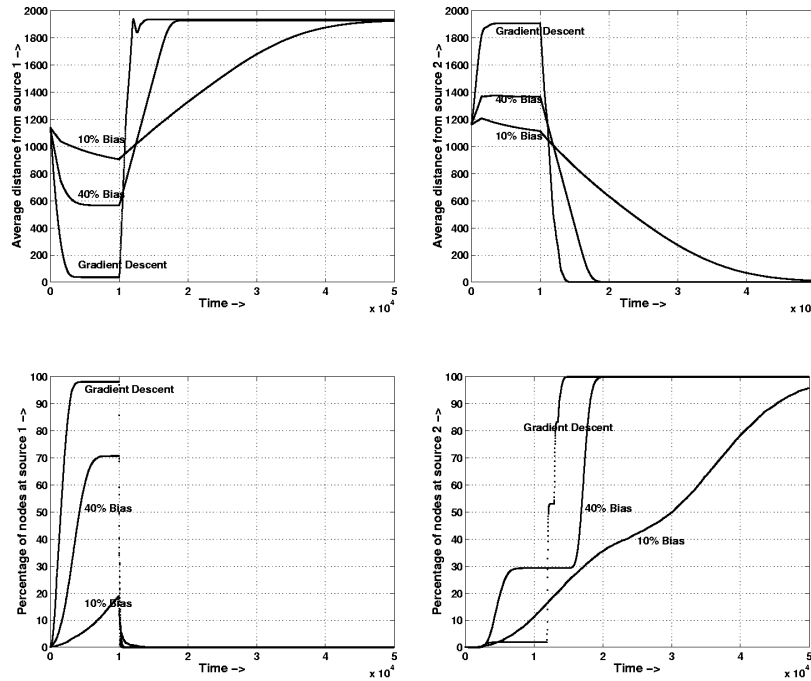 2000
1800
1600
1400
1200
1000
800
600
400
200
0
Average distance from source 1 –>
10% Bias
40% Bias
Gradient Descent
0 1 2 3 4 5
Time –>
x 10^4
2000
1800
1600
1400
1200
1000
800
600
400
200
0
Average distance from source 2 –>
Gradient Descent
40% Bias
10% Bias
0 1 2 3 4 5
Time –>
x 10^4
100
90
80
70
60
50
40
30
20
10
0
Percentage of nodes at source 1 –>
Gradient Descent
40% Bias
10% Bias
0 1 2 3 4 5
Time –>
x 10^4
100
90
80
70
60
50
40
30
20
10
0
Percentage of nodes at source 2 –>
Gradient Descent
40% Bias
10% Bias
0 1 2 3 4 5
Time –>
x 10^4